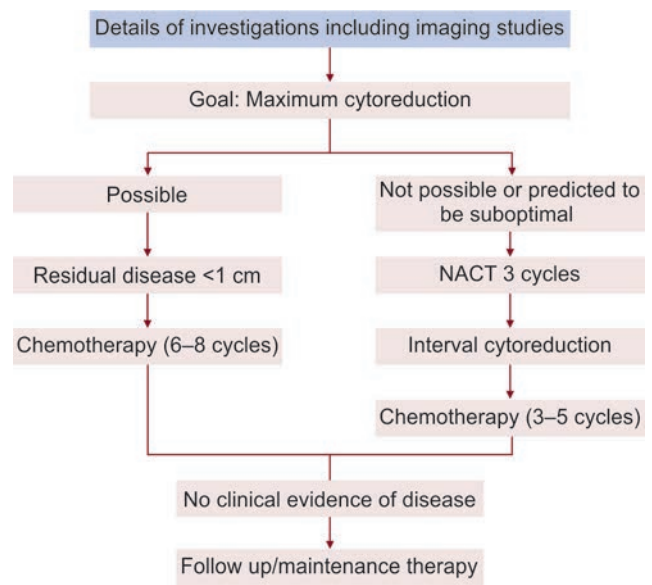 Details of investigations including imaging studies
Goal: Maximum cytoreduction
Possible
Residual disease <1 cm
Chemotherapy (6–8 cycles)
Not possible or predicted to
be suboptimal
NACT 3 cycles
Interval cytoreduction
Chemotherapy (3–5 cycles)
No clinical evidence of disease
Follow up/maintenance therapy